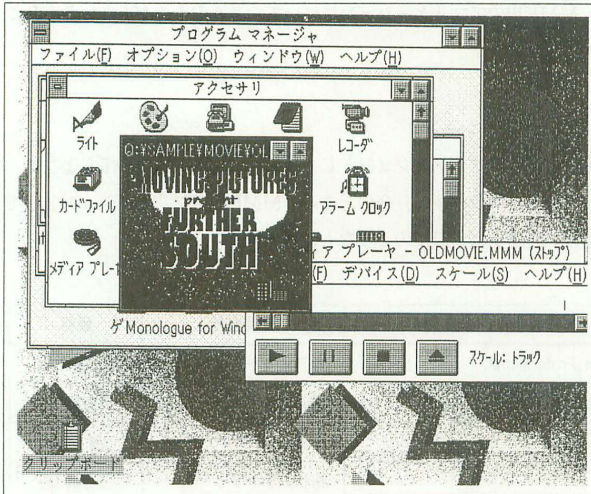 プログラム マネージャ
ファイル(F) オプション(O) ウィンドウ(W) ヘルプ(H)
アクセサリ
ライト
レコーダ
Q:¥SAMPLE¥MOVIE¥OL
MOVING PICTURES
present
FURTHER
SOUTH
カードファイル
アラーム クロック
メディア プレーヤ
ィア プレーヤ - OLDMOVIE.MMM (ストップ)
(F) デバイス(D) スケール(S) ヘルプ(H)
Monologue for Wind
スケール: トラック
クリップボード